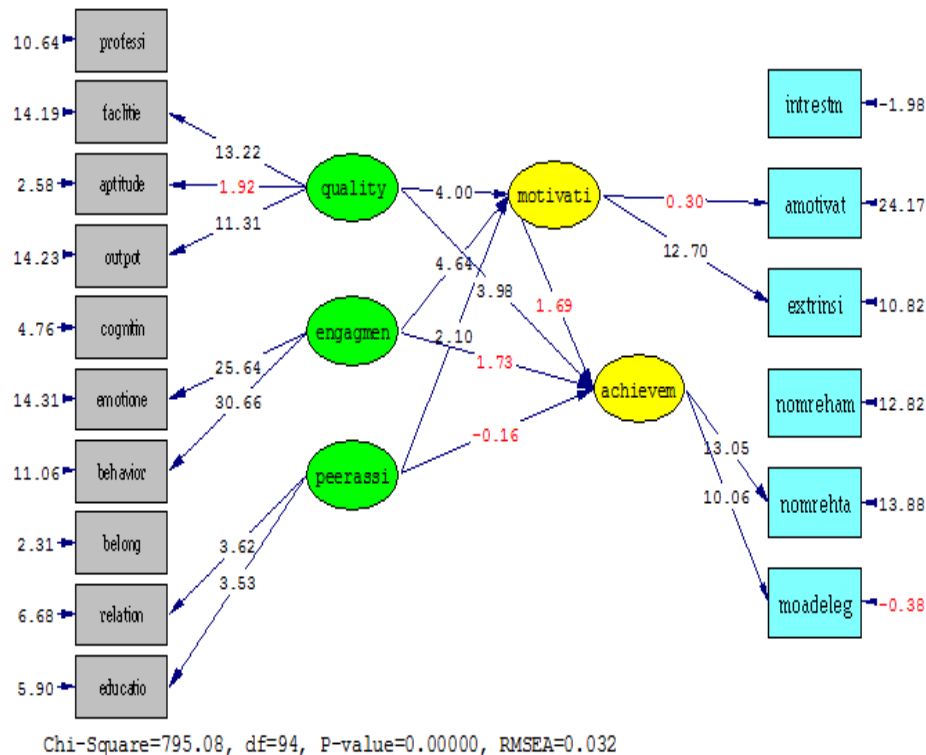 10.64 professi
14.19 faclitie
2.58 aptitude
14.23 outpot
4.76 cognitin
14.31 emotione
11.06 behavior
2.31 belong
6.68 relation
5.90 educatio
13.22
1.92
11.31
25.64
30.66
3.62
3.53
quality
engagmen
peerassi
4.00
4.64
3.98
2.10
1.69
1.73
-0.16
motivati
achievem
0.30
12.70
13.05
10.06
intrestm -1.98
amotivat 24.17
extrinsi 10.82
nomreham 12.82
nomrehta 13.88
moadeleg -0.38
Chi-Square=795.08, df=94, P-value=0.00000, RMSEA=0.032